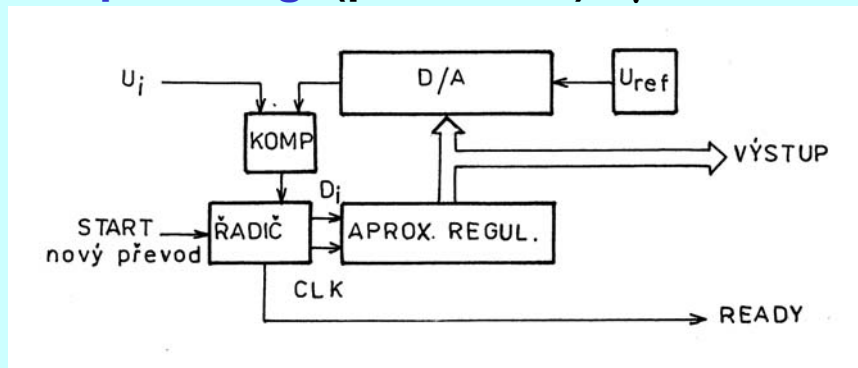 U_i
D/A
U_ref
KOMP
VÝSTUP
D_i
START
nový převod
ŘADIČ
APROX. REGUL.
CLK
READY